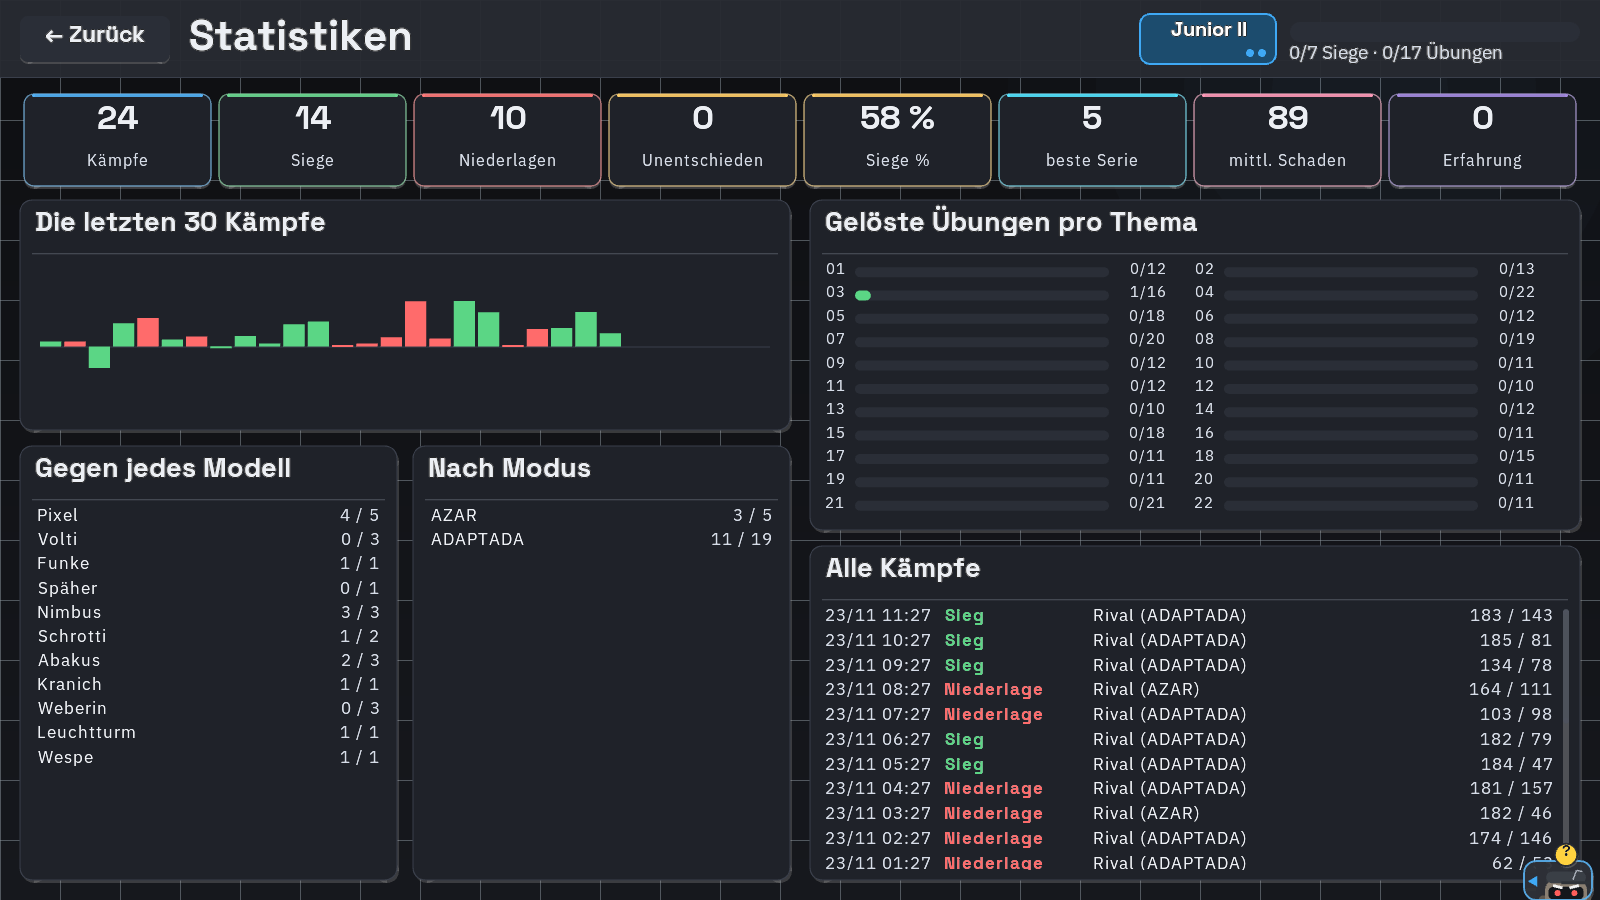 ← Zurück
Statistiken
Junior II
0/7 Siege · 0/17 Übungen
24
Kämpfe
14
Siege
10
Niederlagen
0
Unentschieden
58 %
Siege %
5
beste Serie
89
mittl. Schaden
0
Erfahrung
Die letzten 30 Kämpfe
Gelöste Übungen pro Thema
01 0/12 02 0/13
03 1/16 04 0/22
05 0/18 06 0/12
07 0/20 08 0/19
09 0/12 10 0/11
11 0/12 12 0/10
13 0/10 14 0/12
15 0/18 16 0/11
17 0/11 18 0/15
19 0/11 20 0/11
21 0/21 22 0/11
Gegen jedes Modell
Pixel 4 / 5
Volti 0 / 3
Funke 1 / 1
Späher 0 / 1
Nimbus 3 / 3
Schrotti 1 / 2
Abakus 2 / 3
Kranich 1 / 1
Weberin 0 / 3
Leuchtturm 1 / 1
Wespe 1 / 1
Nach Modus
AZAR 3 / 5
ADAPTADA 11 / 19
Alle Kämpfe
23/11 11:27 Sieg Rival (ADAPTADA) 183 / 143
23/11 10:27 Sieg Rival (ADAPTADA) 185 / 81
23/11 09:27 Sieg Rival (ADAPTADA) 134 / 78
23/11 08:27 Niederlage Rival (AZAR) 164 / 111
23/11 07:27 Niederlage Rival (ADAPTADA) 103 / 98
23/11 06:27 Sieg Rival (ADAPTADA) 182 / 79
23/11 05:27 Sieg Rival (ADAPTADA) 184 / 47
23/11 04:27 Niederlage Rival (ADAPTADA) 181 / 157
23/11 03:27 Niederlage Rival (AZAR) 182 / 46
23/11 02:27 Niederlage Rival (ADAPTADA) 174 / 146
23/11 01:27 Niederlage Rival (ADAPTADA) 62 /
?